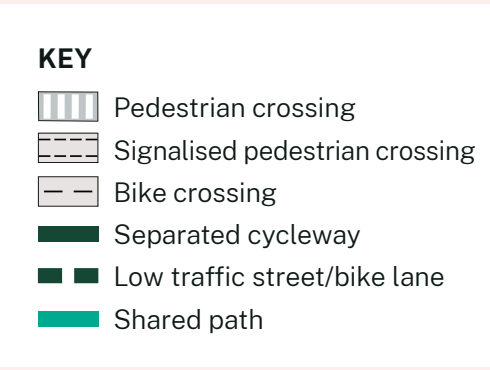 KEY
Pedestrian crossing
Signalised pedestrian crossing
Bike crossing
Separated cycleway
Low traffic street/bike lane
Shared path